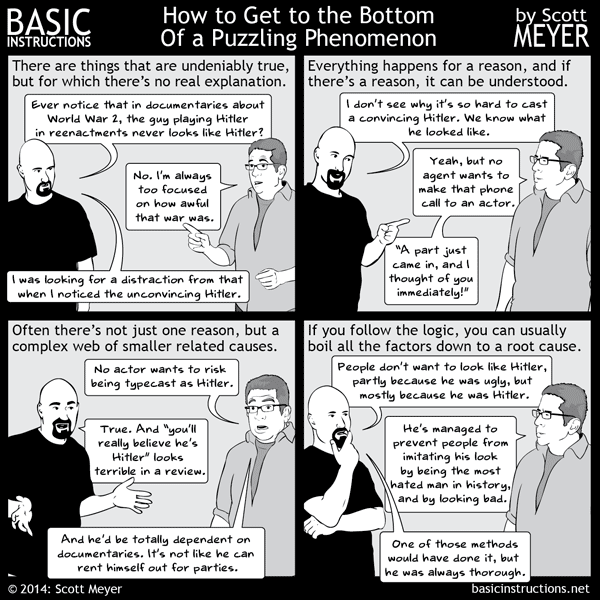 BASIC
INSTRUCTIONS
How to Get to the Bottom
Of a Puzzling Phenomenon
by Scott
MEYER
There are things that are undeniably true,
but for which there's no real explanation.
Ever notice that in documentaries about
World War 2, the guy playing Hitler
in reenactments never looks like Hitler?
No. I'm always
too focused
on how awful
that war was.
I was looking for a distraction from that
when I noticed the unconvincing Hitler.
Everything happens for a reason, and if
there's a reason, it can be understood.
I don't see why it's so hard to cast
a convincing Hitler. We know what
he looked like.
Yeah, but no
agent wants to
make that phone
call to an actor.
"A part just
came in, and I
thought of you
immediately!"
Often there's not just one reason, but a
complex web of smaller related causes.
No actor wants to risk
being typecast as Hitler.
True. And "you'll
really believe he's
Hitler" looks
terrible in a review.
And he'd be totally dependent on
documentaries. It's not like he can
rent himself out for parties.
If you follow the logic, you can usually
boil all the factors down to a root cause.
People don't want to look like Hitler,
partly because he was ugly, but
mostly because he was Hitler.
He's managed to
prevent people from
imitating his look
by being the most
hated man in history,
and by looking bad.
One of those methods
would have done it, but
he was always thorough.
© 2014: Scott Meyer
basicinstructions.net